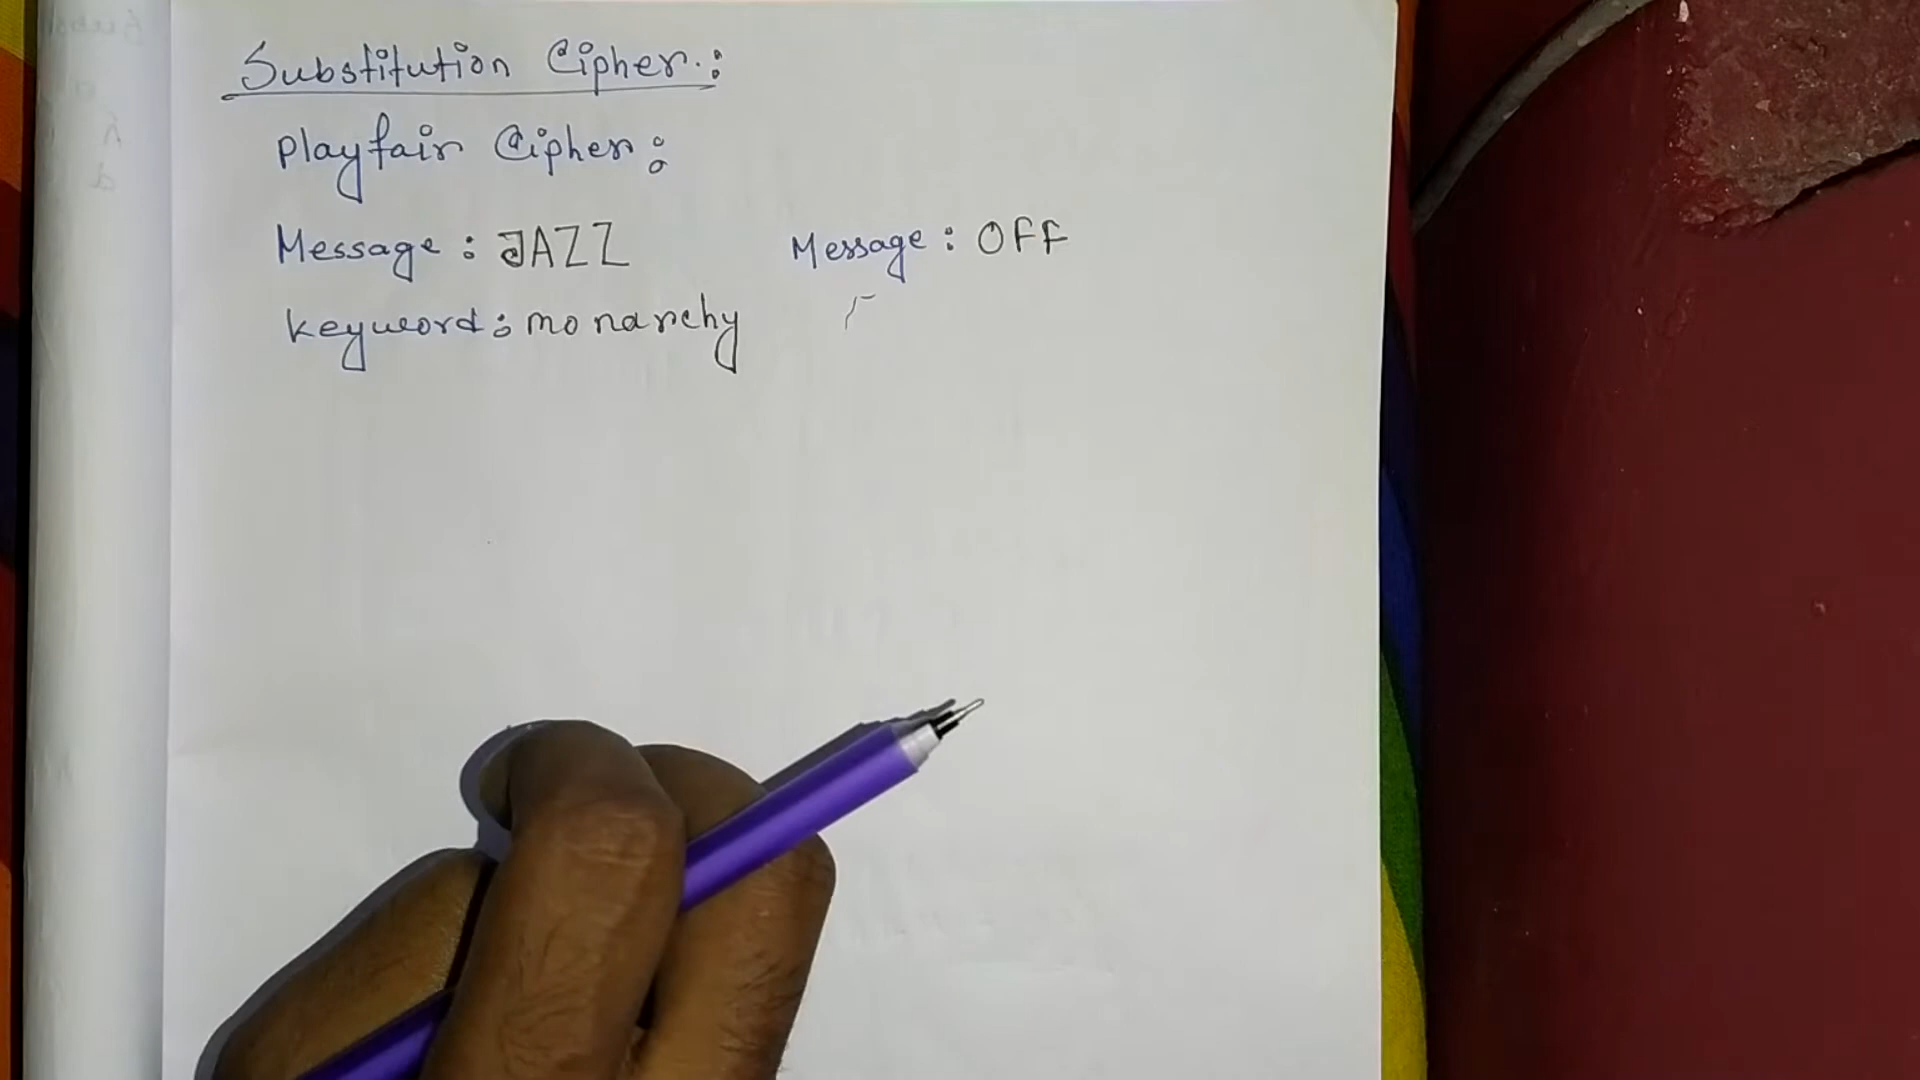 Substitution Cipher:
Playfair Cipher:
Message: JAZZ Message: OFF
keyword: monarchy